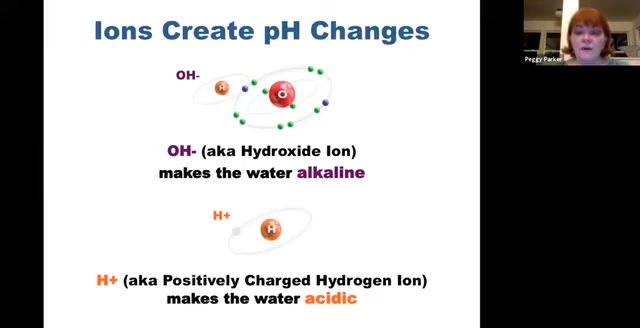 Ions Create pH Changes
OH-
H
O
OH- (aka Hydroxide Ion)
makes the water alkaline
H+
H
H+ (aka Positively Charged Hydrogen Ion)
makes the water acidic
Peggy Parker